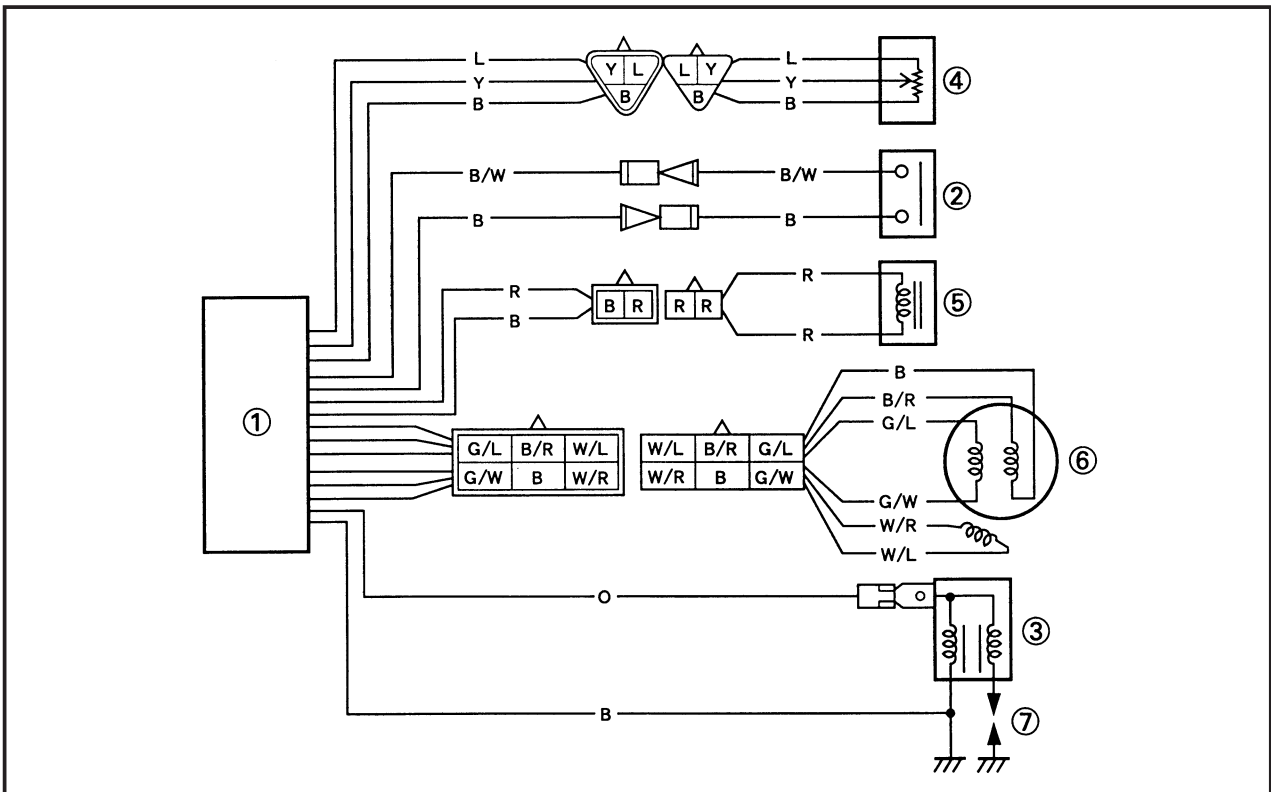 L Y L L Y L ④
Y Y
B B B B
B/W B/W ②
B B
R B R R R R ⑤
B R
①
B
B/R
G/L
G/L B/R W/L W/L B/R G/L
G/W B W/R W/R B G/W
⑥
G/W
W/R
W/L
O ③
B ⑦